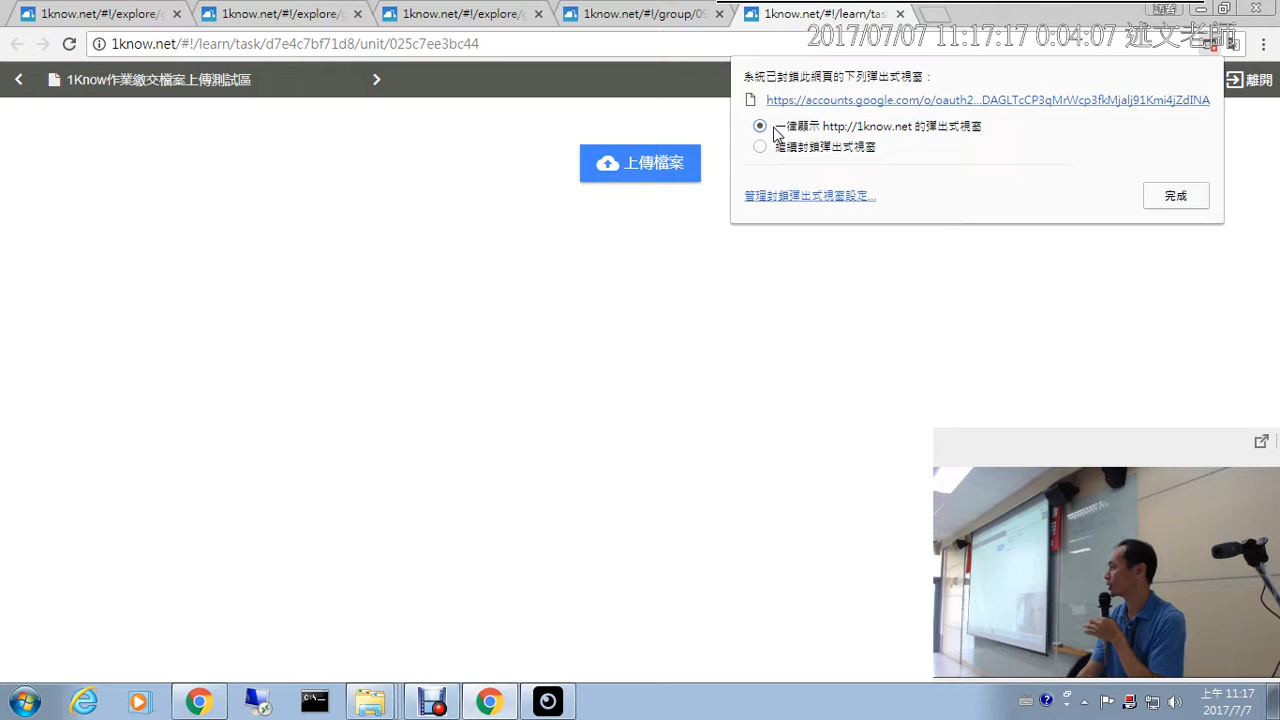 1know.net/#!/explore/g
1know.net/#!/explore/g
1know.net/#!/explore/g
1know.net/#!/group/09
1know.net/#!/learn/tas
1know.net/#!/learn/task/d7e4c7bf71d8/unit/025c7ee3bc44
2017/07/07 11:17:17 0:04:07 述文老師
1Know作業繳交檔案上傳測試區
離開
系統已封鎖此網頁的下列彈出式視窗：
https://accounts.google.com/o/oauth2...DAGLTcCP3qMrWcp3fkMjalj91Kmi4jZdINA
一律顯示 http://1know.net 的彈出式視窗
繼續封鎖彈出式視窗
上傳檔案
管理封鎖彈出式視窗設定...
完成
上午 11:17
2017/7/7